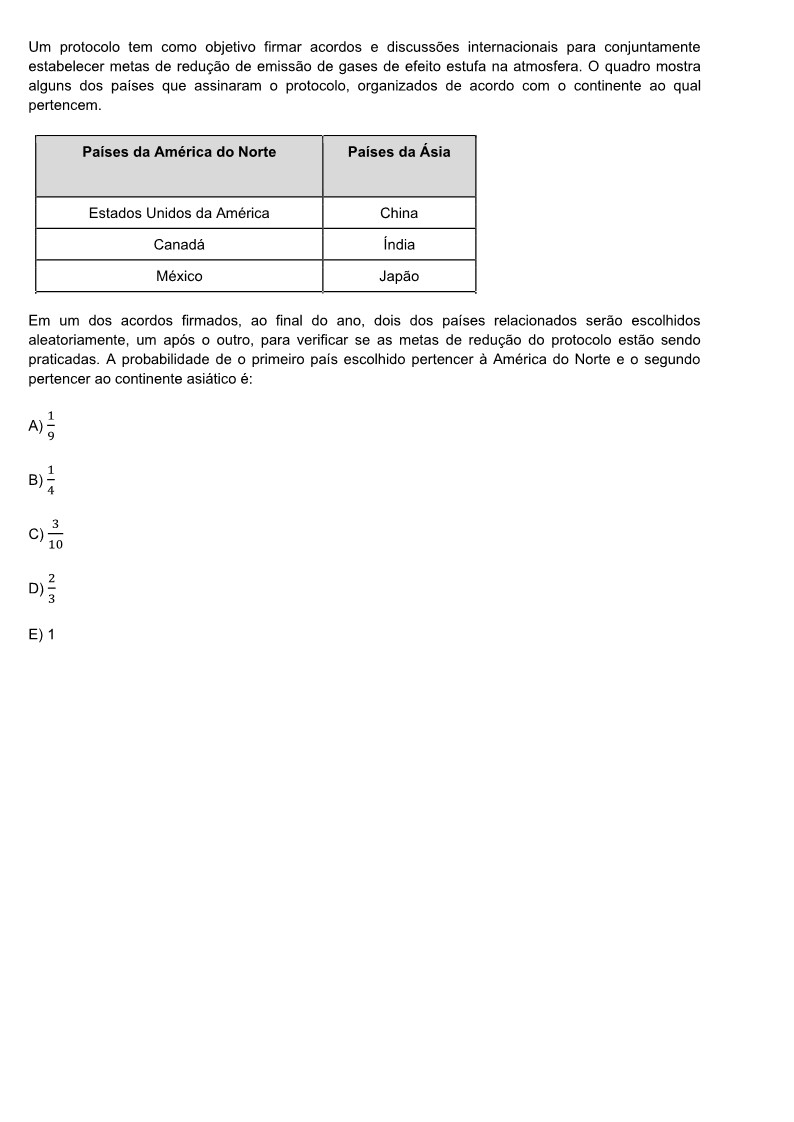 Um protocolo tem como objetivo firmar acordos e discussões internacionais para conjuntamente
estabelecer metas de redução de emissão de gases de efeito estufa na atmosfera. O quadro mostra
alguns dos países que assinaram o protocolo, organizados de acordo com o continente ao qual
pertencem.
Países da América do Norte Países da Ásia
Estados Unidos da América China
Canadá Índia
México Japão
Em um dos acordos firmados, ao final do ano, dois dos países relacionados serão escolhidos
aleatoriamente, um após o outro, para verificar se as metas de redução do protocolo estão sendo
praticadas. A probabilidade de o primeiro país escolhido pertencer à América do Norte e o segundo
pertencer ao continente asiático é:
A) 1/9
B) 1/4
C) 3/10
D) 2/3
E) 1